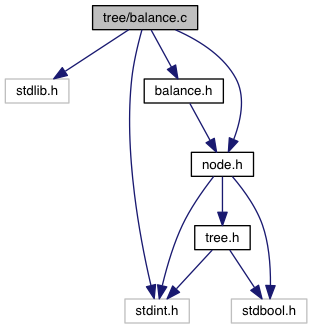 tree/balance.c
stdlib.h
balance.h
node.h
tree.h
stdint.h
stdbool.h